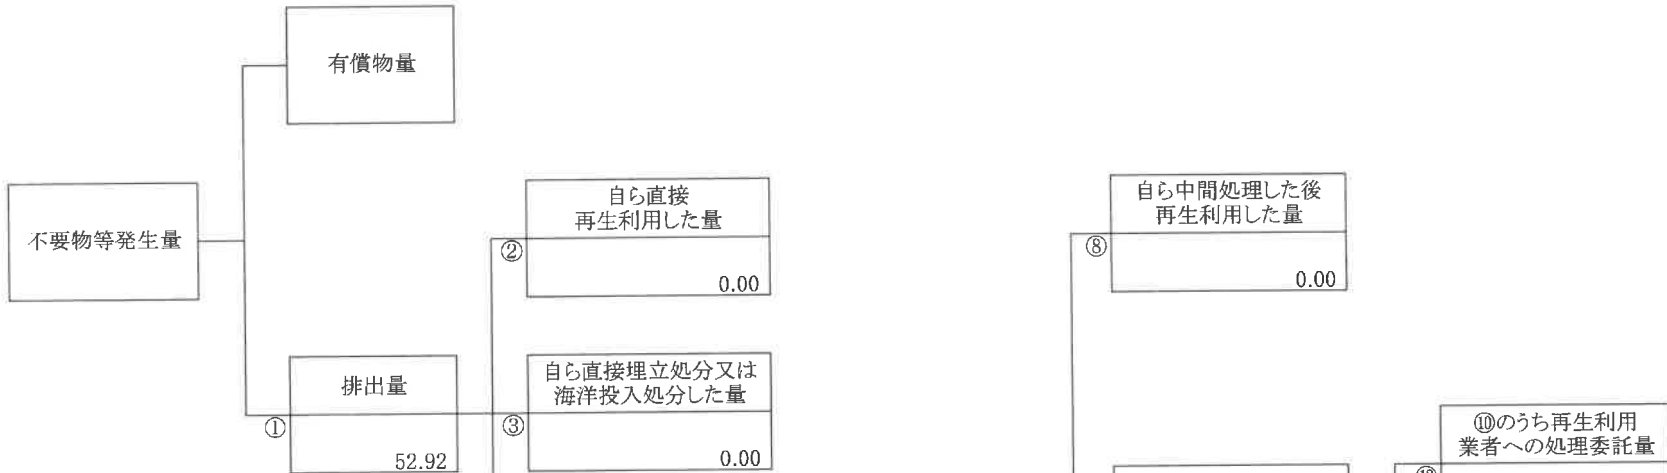 有償物量
不要物等発生量
自ら直接
再生利用した量
②
0.00
自ら中間処理した後
再生利用した量
⑧
0.00
排出量
①
52.92
自ら直接埋立処分又は
海洋投入処分した量
③
0.00
⑩のうち再生利用
業者への処理委託量